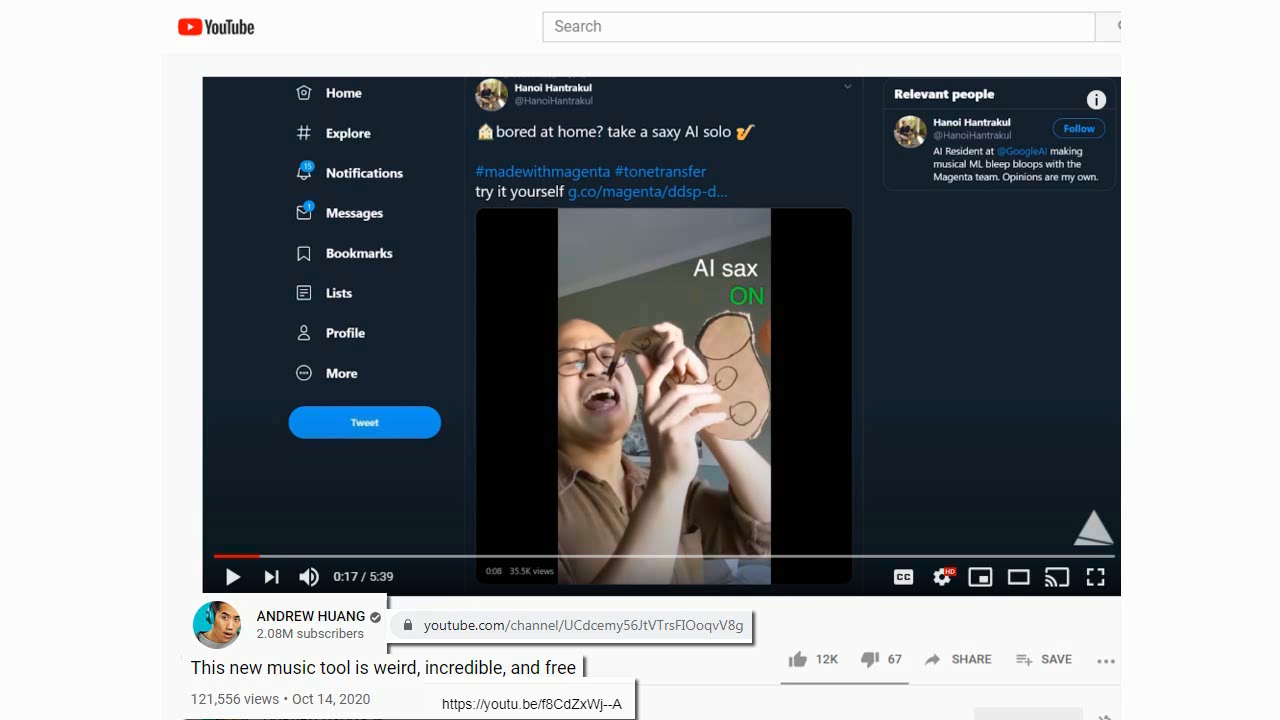 YouTube
Search
Home
Explore
15
Notifications
1
Messages
Bookmarks
Lists
Profile
More
Tweet
Hanoi Hantrakul
@HanoiHantrakul
bored at home? take a saxy AI solo
#madewithmagenta #tonetransfer
try it yourself g.co/magenta/ddsp-d...
AI sax
ON
0:08 35.5K views
Relevant people
Hanoi Hantrakul
@HanoiHantrakul
Follow
AI Resident at @GoogleAI making
musical ML bleep bloops with the
Magenta team. Opinions are my own.
0:17 / 5:39
CC
HD
ANDREW HUANG
2.08M subscribers
youtube.com/channel/UCdcemy56JtVTrsFIOoqvV8g
This new music tool is weird, incredible, and free
121,556 views • Oct 14, 2020
https://youtu.be/f8CdZxWj--A
12K
67
SHARE
SAVE